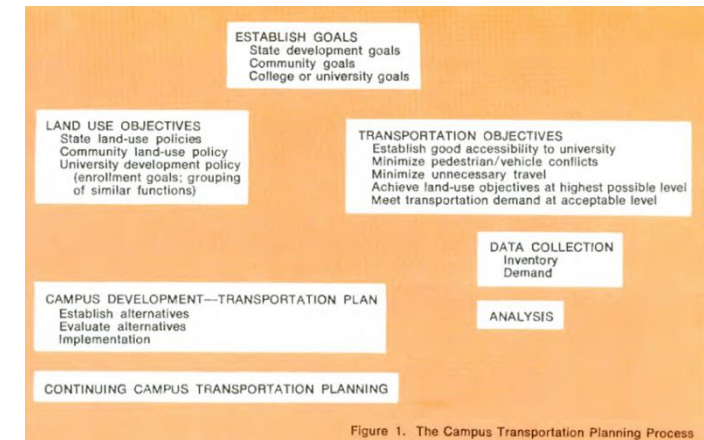 ESTABLISH GOALS
State development goals
Community goals
College or university goals
LAND USE OBJECTIVES
State land-use policies
Community land-use policy
University development policy
(enrollment goals; grouping
of similar functions)
TRANSPORTATION OBJECTIVES
Establish good accessibility to university
Minimize pedestrian/vehicle conflicts
Minimize unnecessary travel
Achieve land-use objectives at highest possible level
Meet transportation demand at acceptable level
DATA COLLECTION
Inventory
Demand
ANALYSIS
CAMPUS DEVELOPMENT—TRANSPORTATION PLAN
Establish alternatives
Evaluate alternatives
Implementation
CONTINUING CAMPUS TRANSPORTATION PLANNING
Figure 1. The Campus Transportation Planning Process